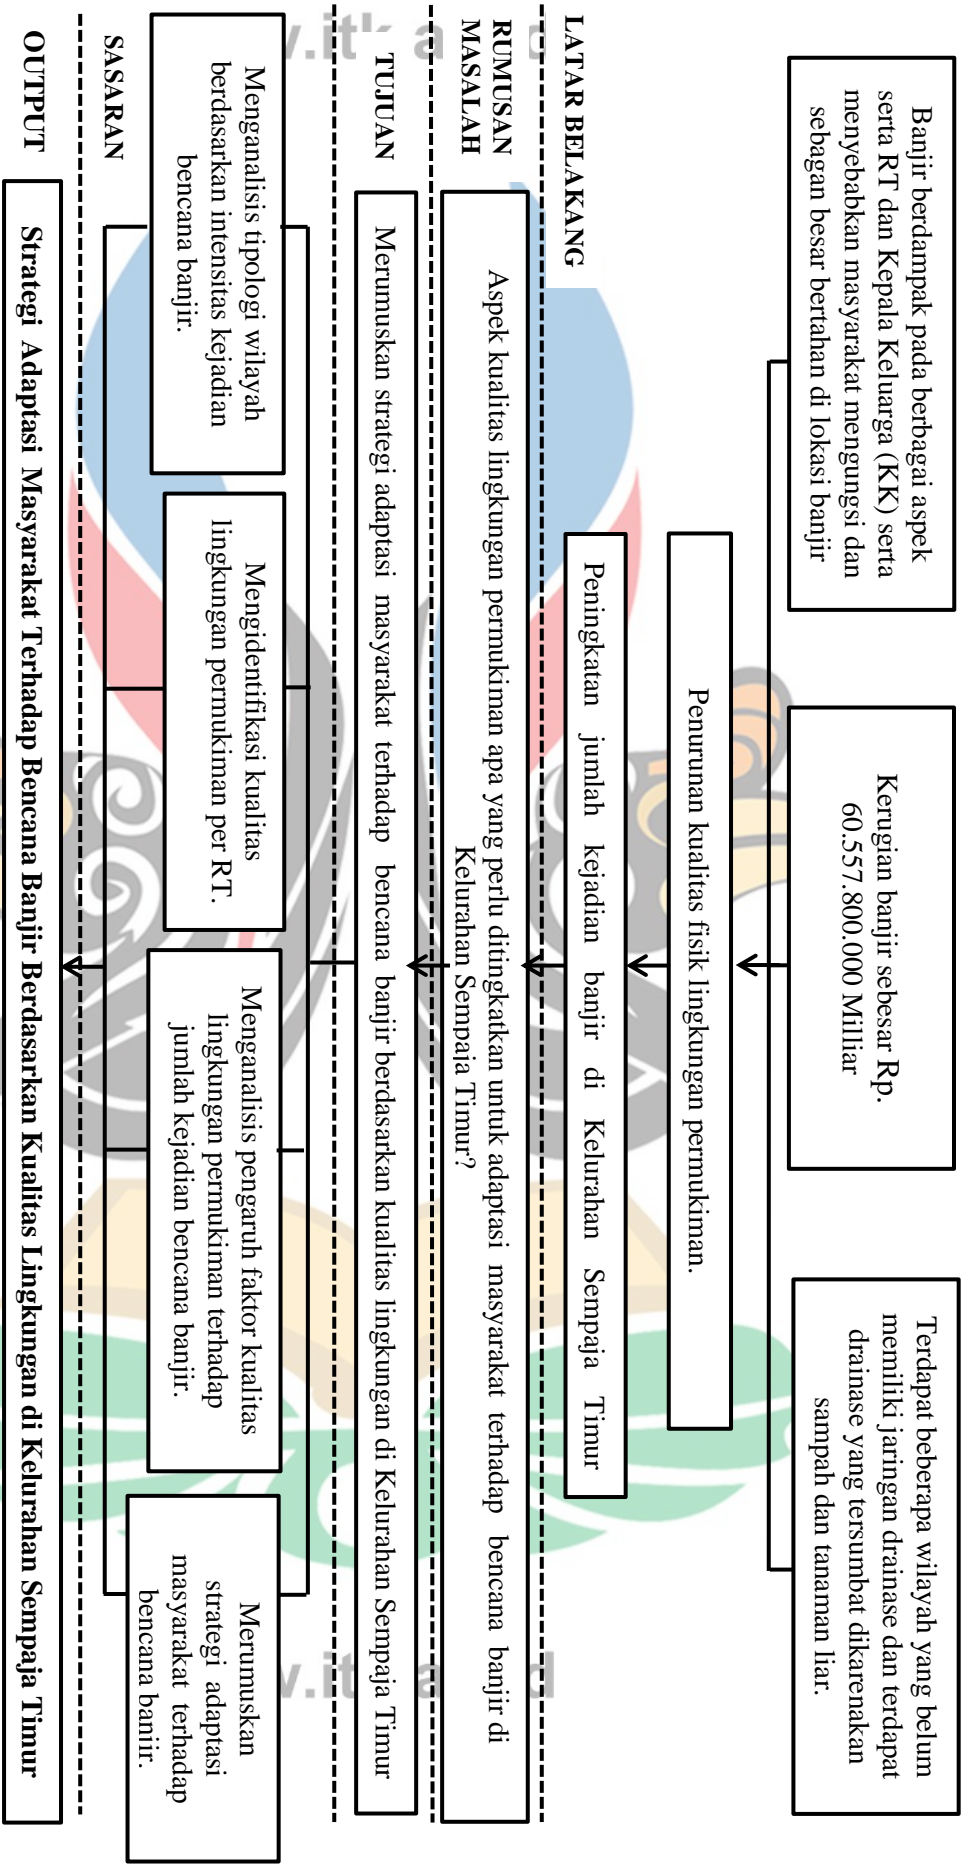 Banjir berdampak pada berbagai aspek
serta RT dan Kepala Keluarga (KK) serta
menyebabkan masyarakat mengungsi dan
sebagan besar bertahan di lokasi banjir
Kerugian banjir sebesar Rp.
60.557.800.000 Milliar
Terdapat beberapa wilayah yang belum
memiliki jaringan drainase dan terdapat
drainase yang tersumbat dikarenakan
sampah dan tanaman liar.
Penurunan kualitas fisik lingkungan permukiman.
Peningkatan jumlah kejadian banjir di Kelurahan Sempaja Timur
LATAR BELAKANG
RUMUSAN
MASALAH
Aspek kualitas lingkungan permukiman apa yang perlu ditingkatkan untuk adaptasi masyarakat terhadap bencana banjir di
Kelurahan Sempaja Timur?
TUJUAN
Merumuskan strategi adaptasi masyarakat terhadap bencana banjir berdasarkan kualitas lingkungan di Kelurahan Sempaja Timur
Menganalisis tipologi wilayah
berdasarkan intensitas kejadian
bencana banjir.
Mengidentifikasi kualitas
lingkungan permukiman per RT.
Menganalisis pengaruh faktor kualitas
lingkungan permukiman terhadap
jumlah kejadian bencana banjir.
Merumuskan
strategi adaptasi
masyarakat terhadap
bencana banjir.
SASARAN
OUTPUT
Strategi Adaptasi Masyarakat Terhadap Bencana Banjir Berdasarkan Kualitas Lingkungan di Kelurahan Sempaja Timur